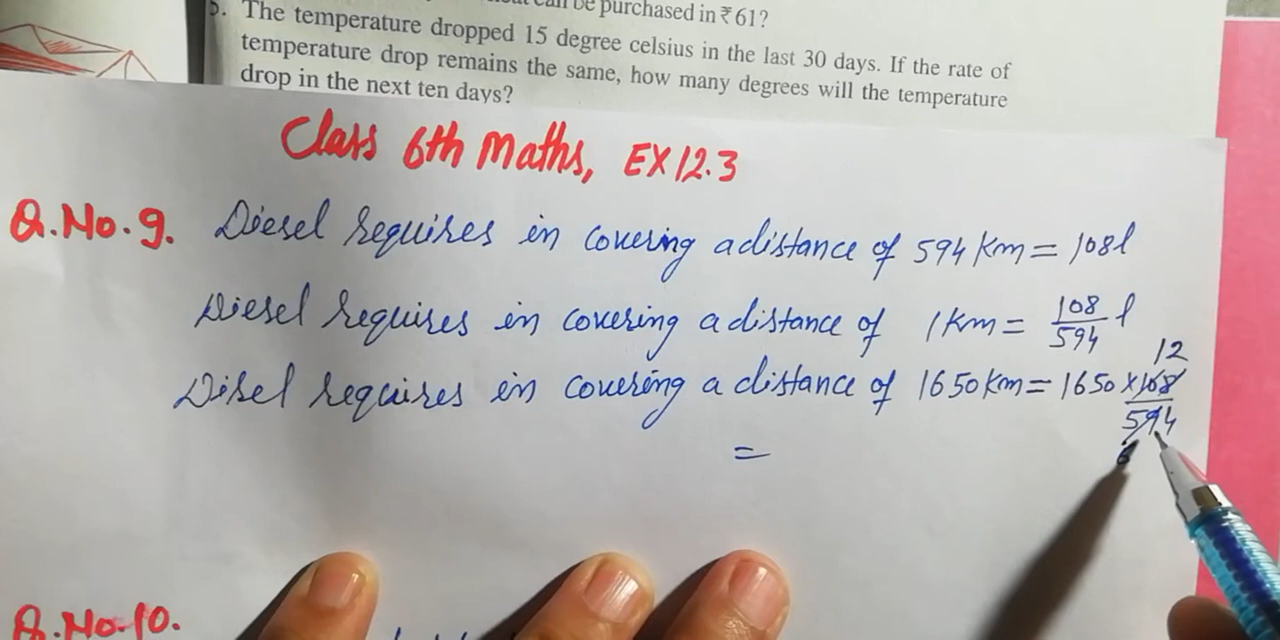 be purchased in ₹ 61?
5. The temperature dropped 15 degree celsius in the last 30 days. If the rate of
temperature drop remains the same, how many degrees will the temperature
drop in the next ten days?
Class 6th Maths, EX 12.3
Q.No.9. Diesel requires in covering a distance of 594 Km = 108 l
Diesel requires in covering a distance of 1 Km = 108/594 l
Disel requires in covering a distance of 1650 Km = 1650 × 108/594
12
6
=
Q.No.10.